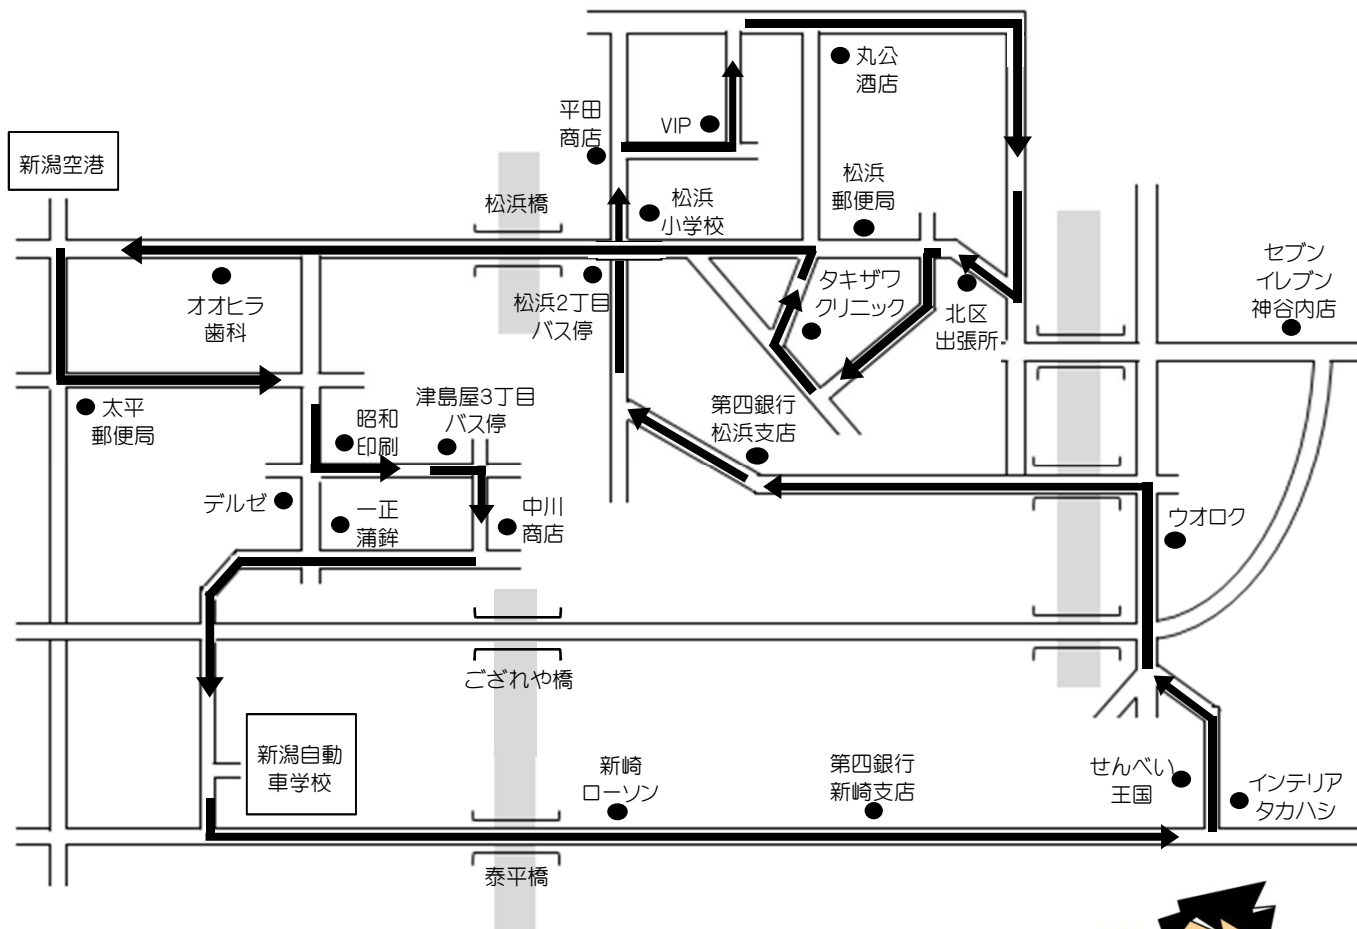 丸公
酒店
平田
商店
VIP
新潟空港
松浜
郵便局
松浜橋
松浜
小学校
セブン
イレブン
神谷内店
オオヒラ
歯科
松浜2丁目
バス停
タキザワ
クリニック
北区
出張所
太平
郵便局
昭和
印刷
津島屋3丁目
バス停
第四銀行
松浜支店
デルゼ
一正
蒲鉾
中川
商店
ウオロク
ござれや橋
新潟自動
車学校
新崎
ローソン
第四銀行
新崎支店
せんべい
王国
インテリア
タカハシ
泰平橋